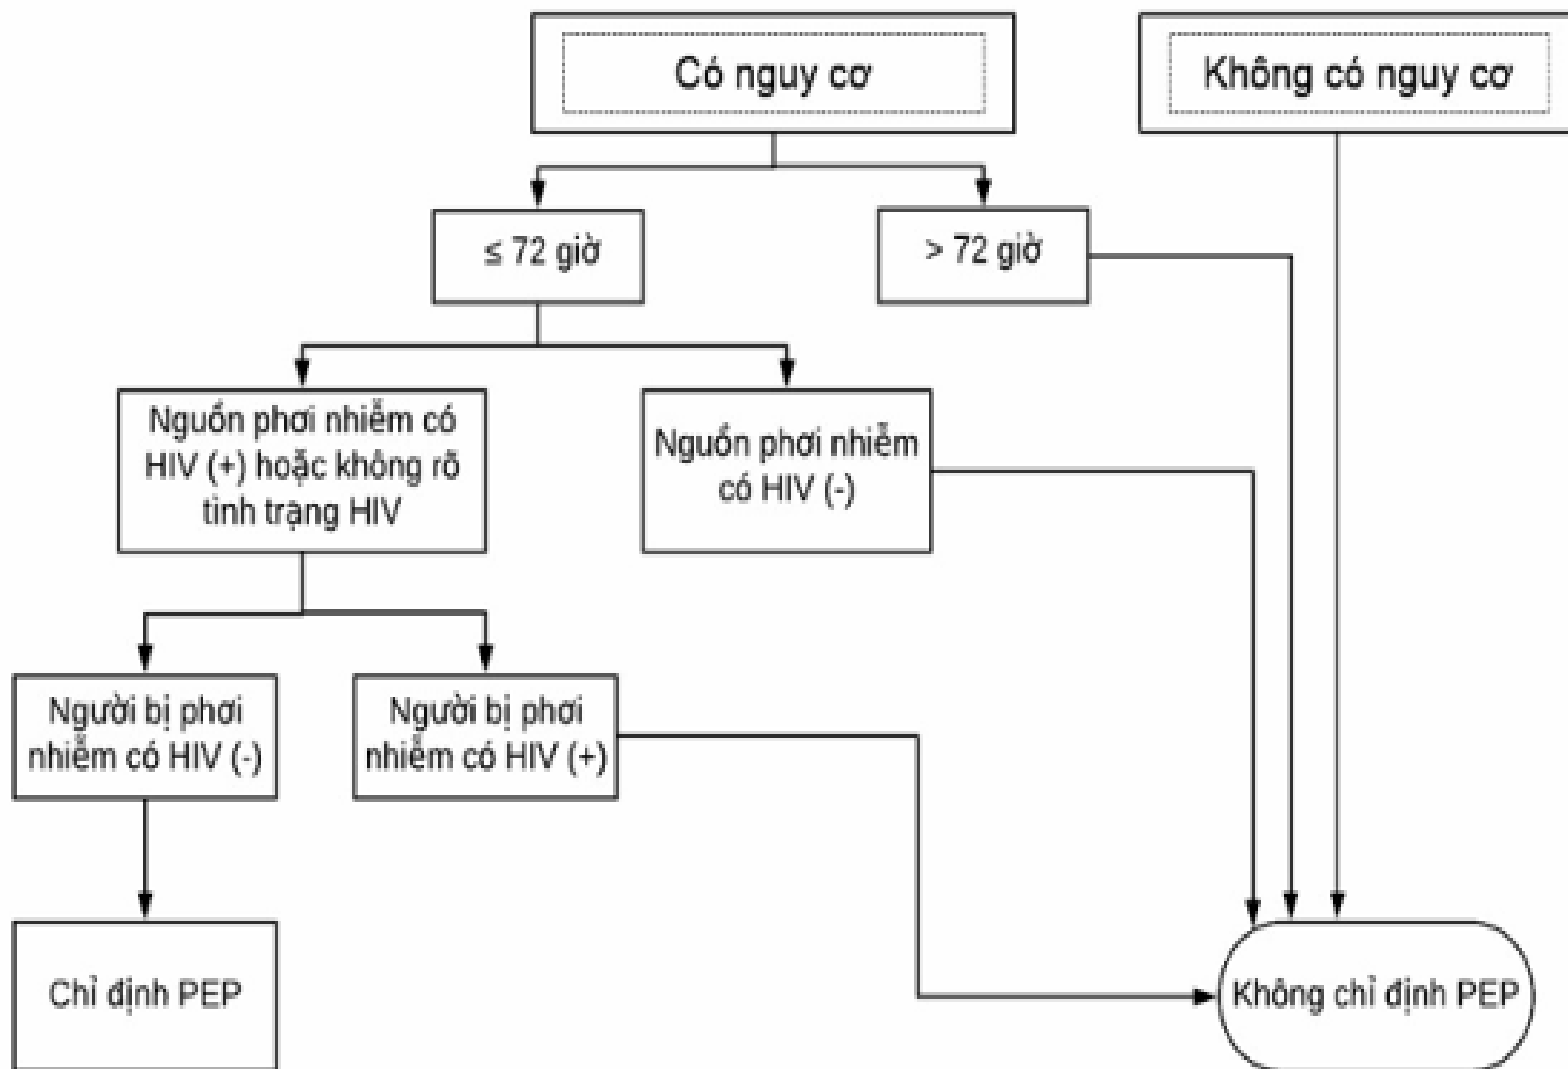 Có nguy cơ
Không có nguy cơ
≤ 72 giờ
> 72 giờ
Nguồn phơi nhiễm có
HIV (+) hoặc không rõ
tình trạng HIV
Nguồn phơi nhiễm
có HIV (-)
Người bị phơi
nhiễm có HIV (-)
Người bị phơi
nhiễm có HIV (+)
Chỉ định PEP
Không chỉ định PEP